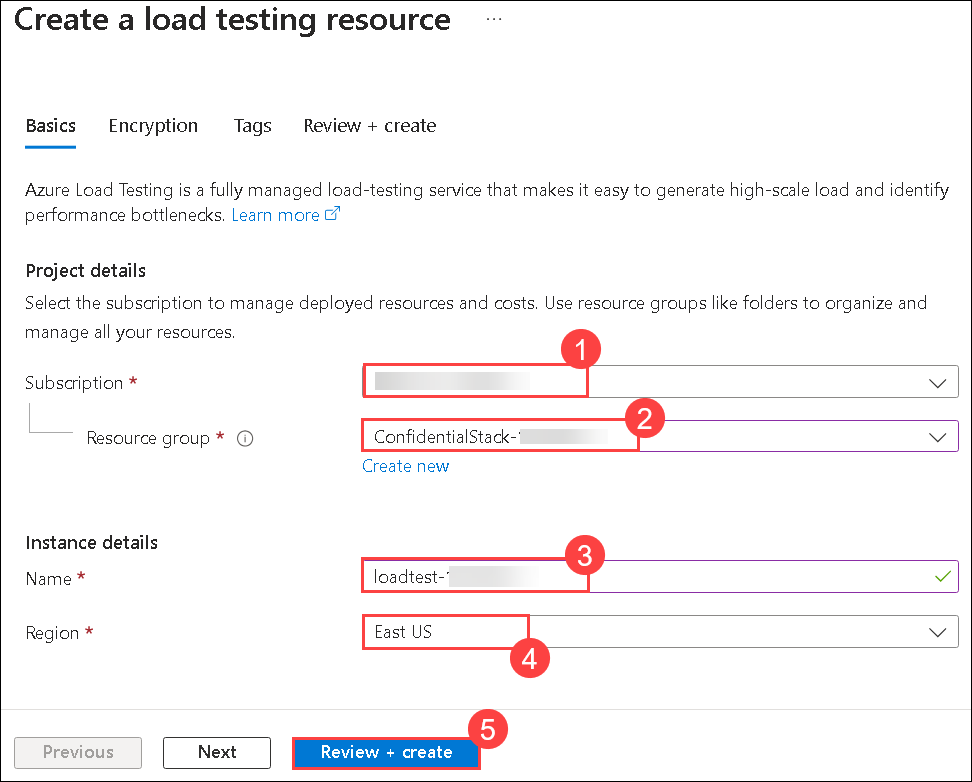 Create a load testing resource ...
Basics Encryption Tags Review + create
Azure Load Testing is a fully managed load-testing service that makes it easy to generate high-scale load and identify
performance bottlenecks. Learn more
Project details
Select the subscription to manage deployed resources and costs. Use resource groups like folders to organize and
manage all your resources.
1
Subscription *
2
Resource group * ConfidentialStack-
Create new
Instance details
3
Name * loadtest-
Region * East US
4
5
Previous Next Review + create